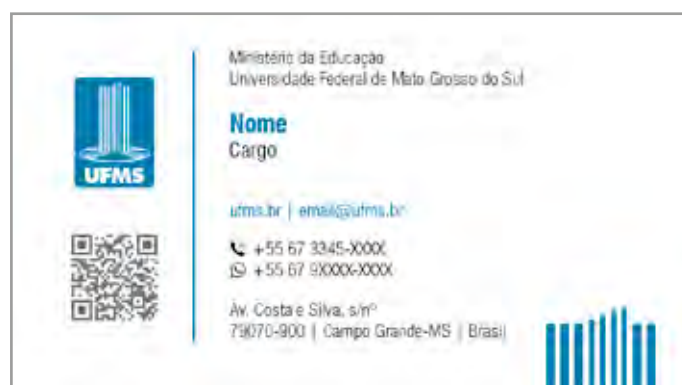 UFMS
Ministério da Educação
Universidade Federal de Mato Grosso do Sul
Nome
Cargo
ufms.br | email@ufms.br
+55 67 3345-XXXX
+55 67 9XXXX-XXXX
Av. Costa e Silva, s/nº
79070-900 | Campo Grande-MS | Brasil